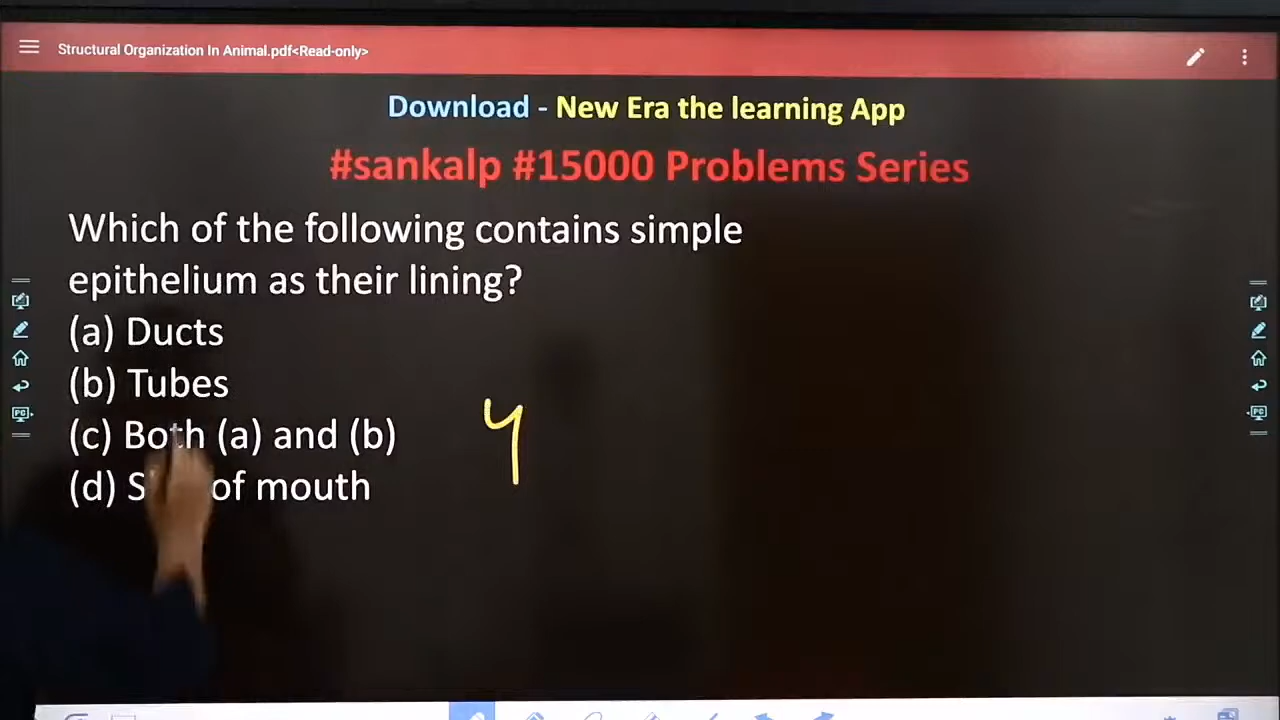 Structural Organization In Animal.pdf<Read-only>
Download - New Era the learning App
#sankalp #15000 Problems Series
Which of the following contains simple
epithelium as their lining?
(a) Ducts
(b) Tubes
(c) Both (a) and (b)
(d) of mouth